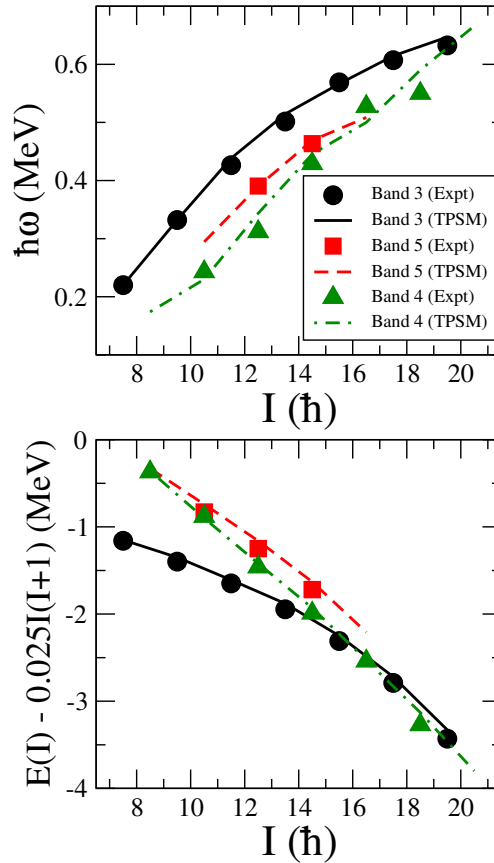 0.6
0.4
0.2
ħω (MeV)
Band 3 (Expt)
Band 3 (TPSM)
Band 5 (Expt)
Band 5 (TPSM)
Band 4 (Expt)
Band 4 (TPSM)
8 10 12 14 16 18 20
I (ħ)
0
-1
-2
-3
-4
E(I) - 0.025I(I+1) (MeV)
8 10 12 14 16 18 20
I (ħ)